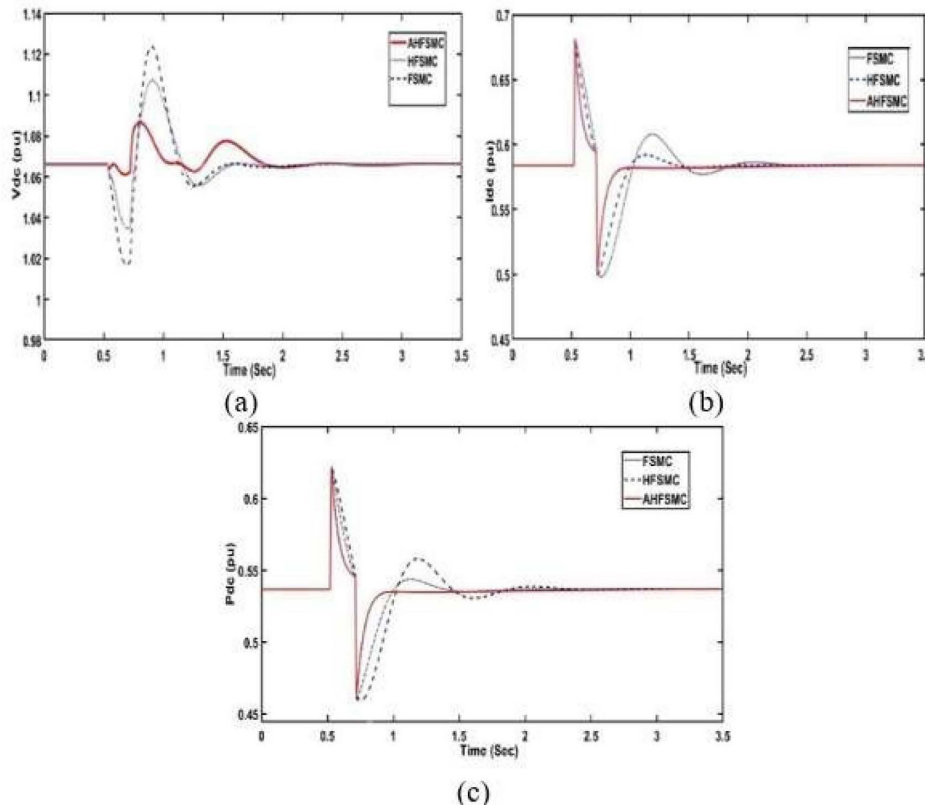 1.14
1.12
1.1
1.08
1.06
1.04
1.02
1
0.98
Vdc (pu)
AHFSMC
HFSMC
FSMC
0 0.5 1 1.5 2 2.5 3 3.5
Time (Sec)
(a)
0.7
0.65
0.6
0.55
0.5
0.45
Idc (pu)
FSMC
HFSMC
AHFSMC
0 0.5 1 1.5 2 2.5 3 3.5
Time (Sec)
(b)
0.65
0.6
0.55
0.5
0.45
Pdc (pu)
FSMC
HFSMC
AHFSMC
0 0.5 1 1.5 2 2.5 3 3.5
Time (Sec)
(c)